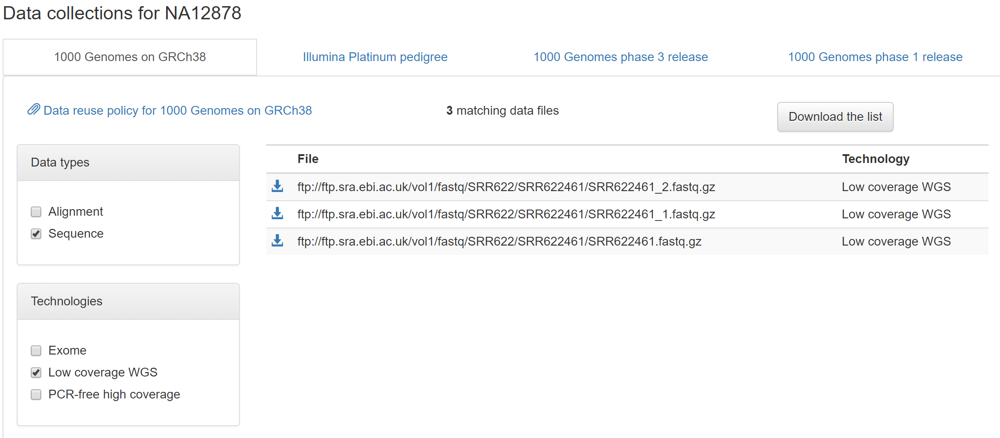 Data collections for NA12878
1000 Genomes on GRCh38
Illumina Platinum pedigree
1000 Genomes phase 3 release
1000 Genomes phase 1 release
Data reuse policy for 1000 Genomes on GRCh38
3 matching data files
Download the list
Data types
Alignment
Sequence
Technologies
Exome
Low coverage WGS
PCR-free high coverage
File Technology
ftp://ftp.sra.ebi.ac.uk/vol1/fastq/SRR622/SRR622461/SRR622461_2.fastq.gz Low coverage WGS
ftp://ftp.sra.ebi.ac.uk/vol1/fastq/SRR622/SRR622461/SRR622461_1.fastq.gz Low coverage WGS
ftp://ftp.sra.ebi.ac.uk/vol1/fastq/SRR622/SRR622461/SRR622461.fastq.gz Low coverage WGS